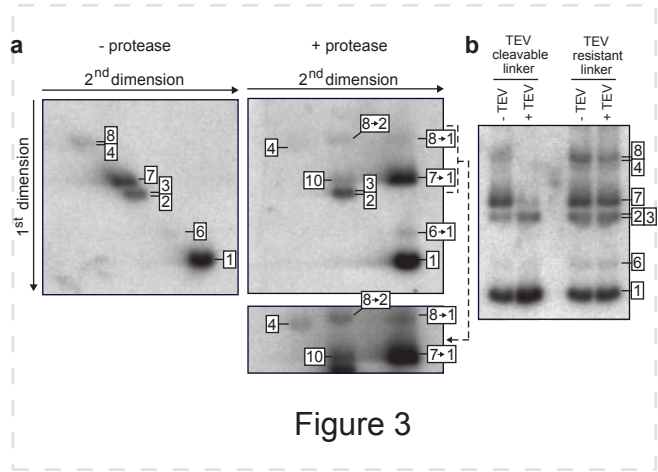 a
- protease
+ protease
2nd dimension
2nd dimension
1st dimension
8
4
7
3
2
6
1
4
8→2
8→1
10
3
2
7→1
6→1
1
8→2
4
8→1
10
7→1
b
TEV
cleavable
linker
TEV
resistant
linker
- TEV
+ TEV
- TEV
+ TEV
8
4
7
2 3
6
1
Figure 3